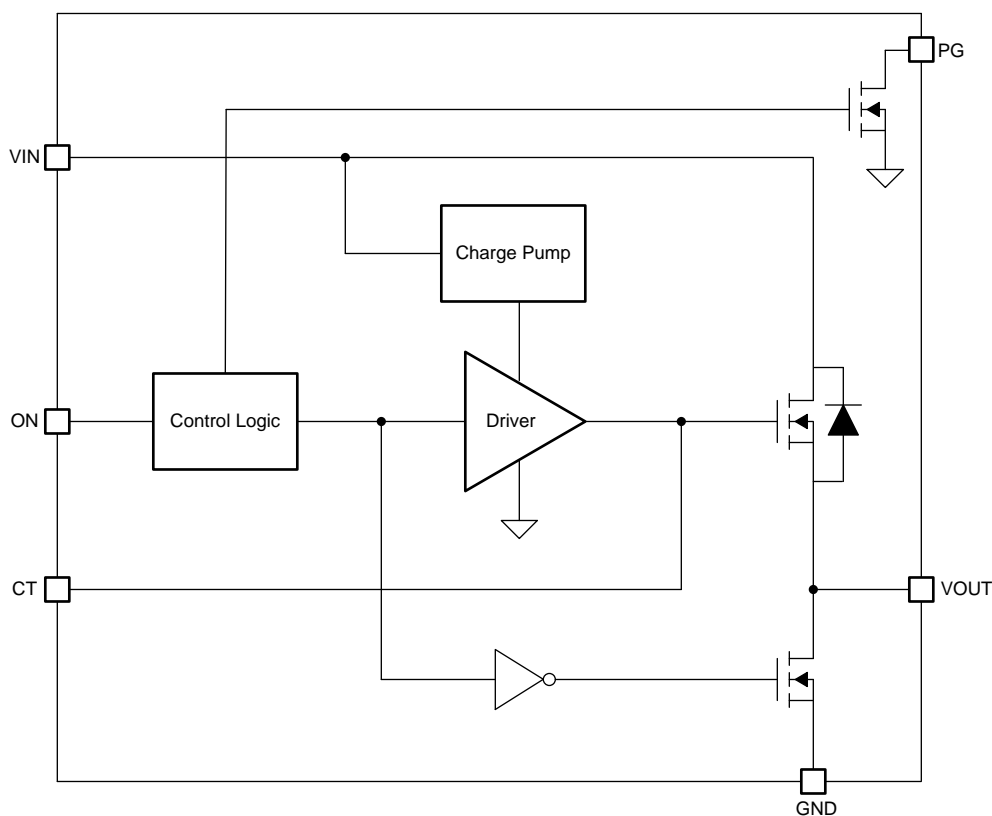 PG
VIN
Charge Pump
ON
Control Logic
Driver
CT
VOUT
GND